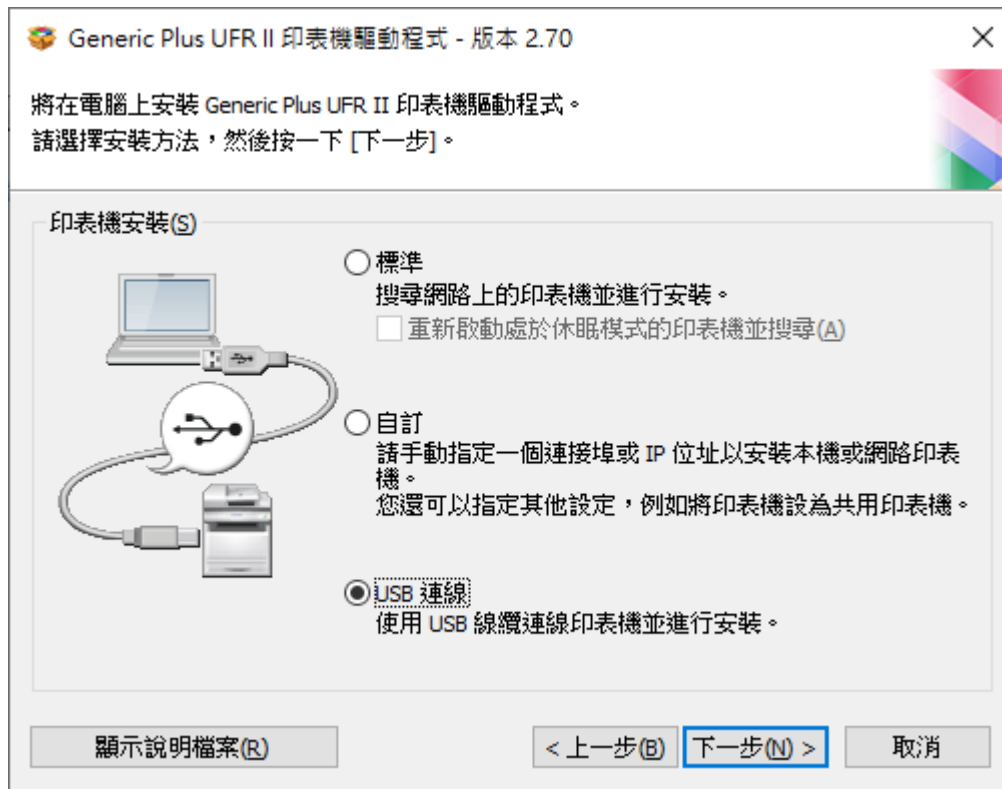 Generic Plus UFR II 印表機驅動程式 - 版本 2.70
將在電腦上安裝 Generic Plus UFR II 印表機驅動程式。
請選擇安裝方法，然後按一下 [下一步]。
印表機安裝(S)
標準
搜尋網路上的印表機並進行安裝。
重新啟動處於休眠模式的印表機並搜尋(A)
自訂
請手動指定一個連接埠或 IP 位址以安裝本機或網路印表
機。
您還可以指定其他設定，例如將印表機設為共用印表機。
USB 連線
使用 USB 線纜連線印表機並進行安裝。
顯示說明檔案(R)
< 上一步(B)
下一步(N) >
取消